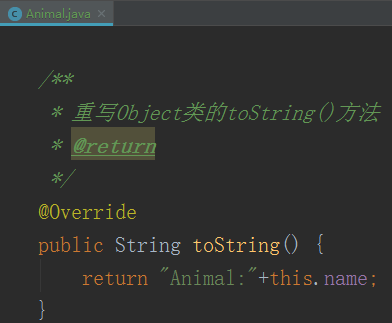 Animal.java
/**
* 重写Object类的toString()方法
* @return
*/
@Override
public String toString() {
return "Animal:"+this.name;
}